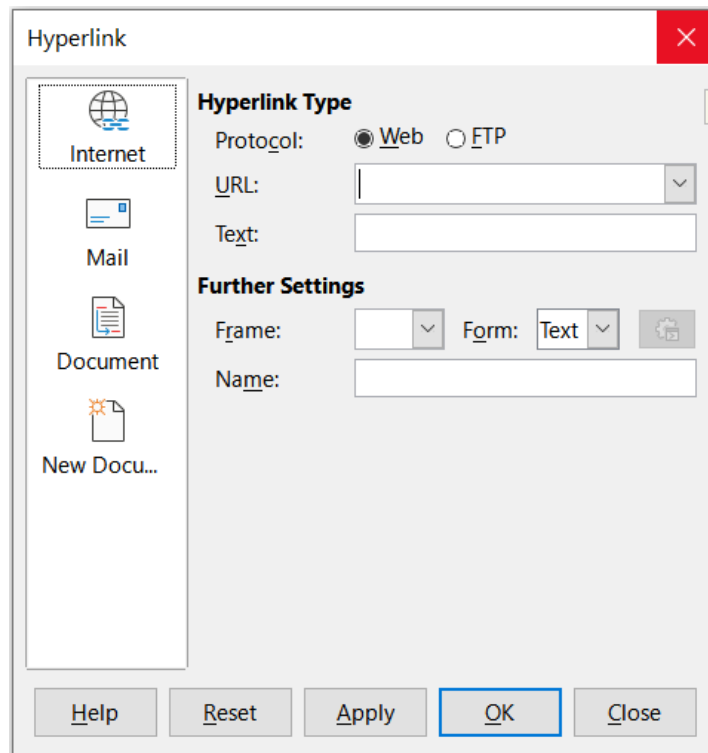 Hyperlink
Internet
Mail
Document
New Docu...
Hyperlink Type
Protocol: Web FTP
URL:
Text:
Further Settings
Frame: Form: Text
Name:
Help Reset Apply OK Close